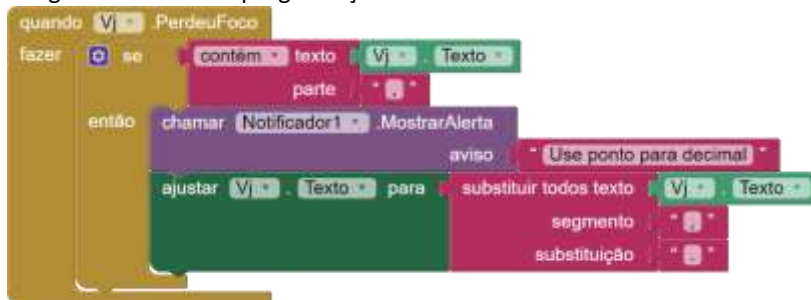 quando Vj .PerdeuFoco
fazer se contém texto Vj . Texto
parte " , "
então chamar Notificador1 .MostrarAlerta
aviso " Use ponto para decimal "
ajustar Vj . Texto para substituir todos texto Vj . Texto
segmento " , "
substituição " . "